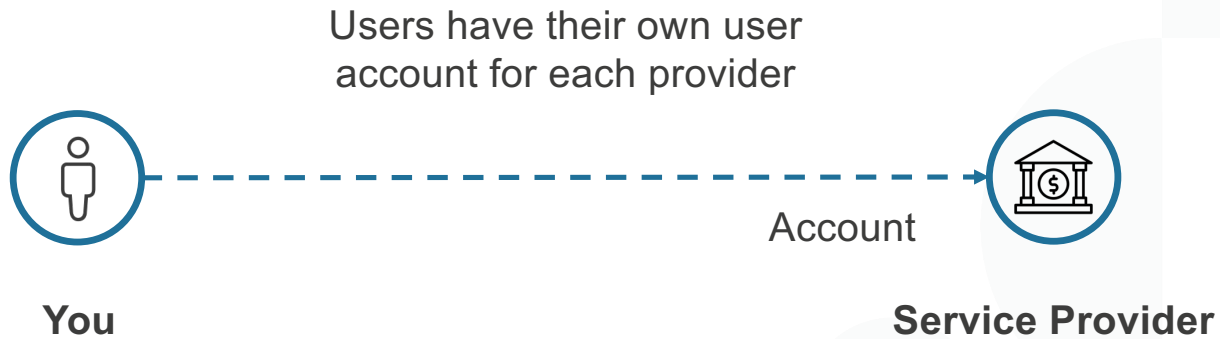 Users have their own user
account for each provider
$
Account
You
Service Provider